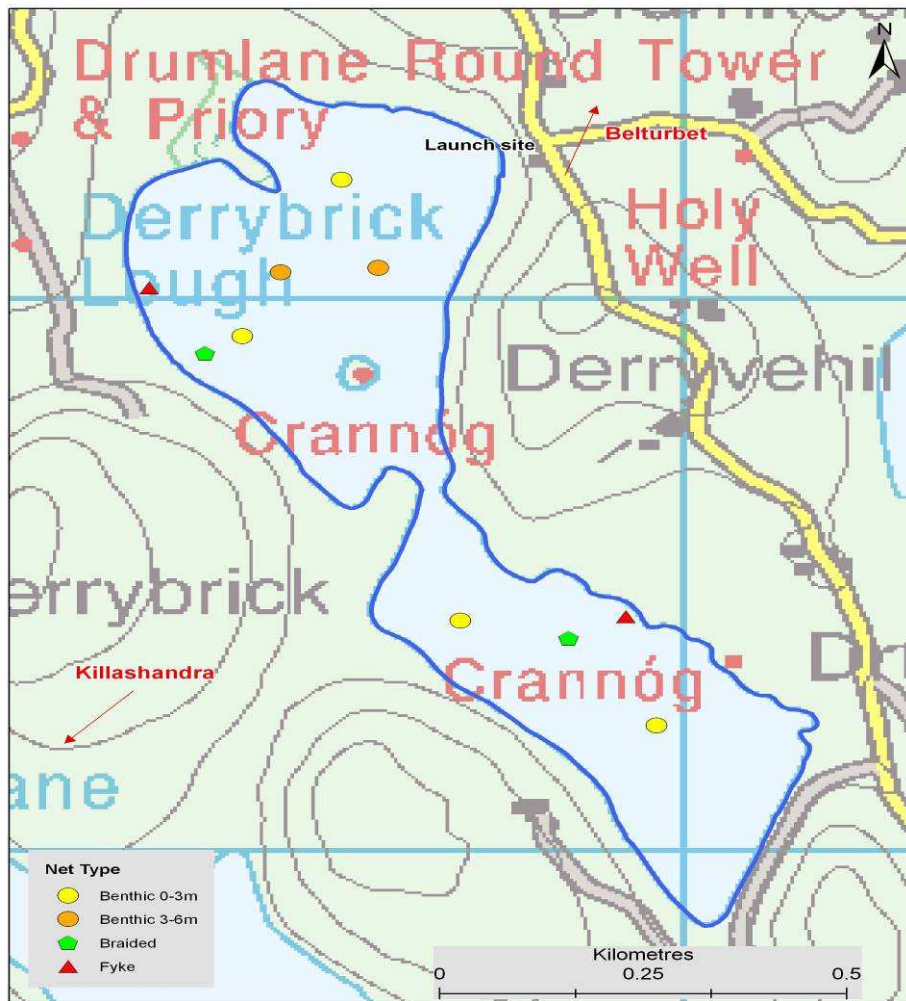 N
Drumlane Round Tower
& Priory
Launch site
Belturbet
Derrybrick
Lough
Holy
Well
Derryvehil
Crannóg
errybrick
Killashandra
Crannóg
ane
Net Type
Benthic 0-3m
Benthic 3-6m
Braided
Fyke
Kilometres
0 0.25 0.5